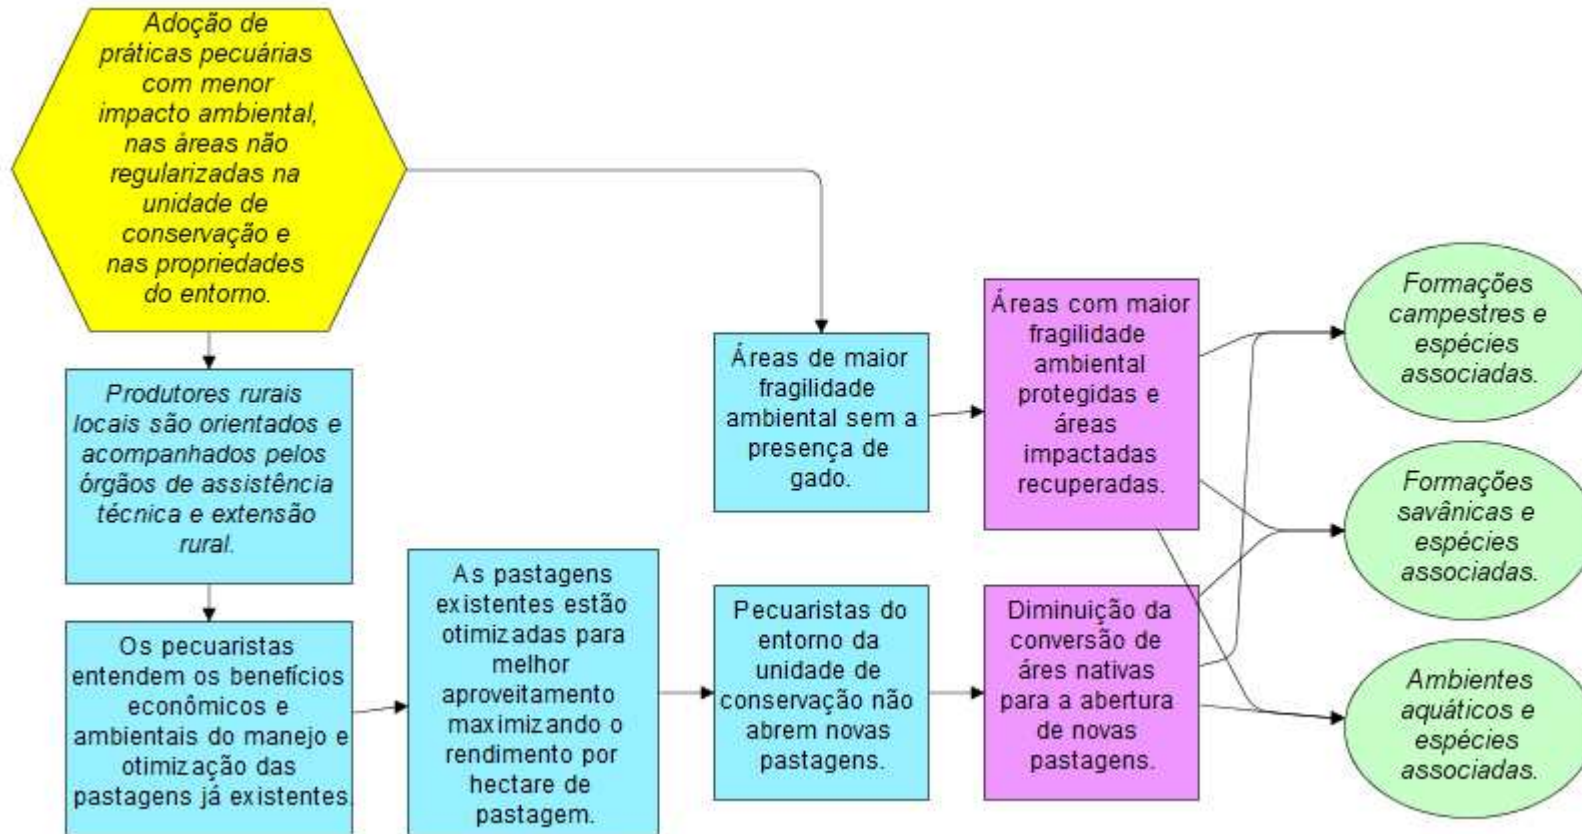 Adoção de
práticas pecuárias
com menor
impacto ambiental,
nas áreas não
regularizadas na
unidade de
conservação e
nas propriedades
do entorno.
Produtores rurais
locais são orientados e
acompanhados pelos
órgãos de assistência
técnica e extensão
rural.
Os pecuaristas
entendem os benefícios
econômicos e
ambientais do manejo e
otimização das
pastagens já existentes.
As pastagens
existentes estão
otimizadas para
melhor
aproveitamento
maximizando o
rendimento por
hectare de
pastagem.
Áreas de maior
fragilidade
ambiental sem a
presença de
gado.
Pecuaristas do
entorno da
unidade de
conservação não
abrem novas
pastagens.
Áreas com maior
fragilidade
ambiental
protegidas e
áreas
impactadas
recuperadas.
Diminuição da
conversão de
áres nativas
para a abertura
de novas
pastagens.
Formações
campestres e
espécies
associadas.
Formações
savânicas e
espécies
associadas.
Ambientes
aquáticos e
espécies
associadas.